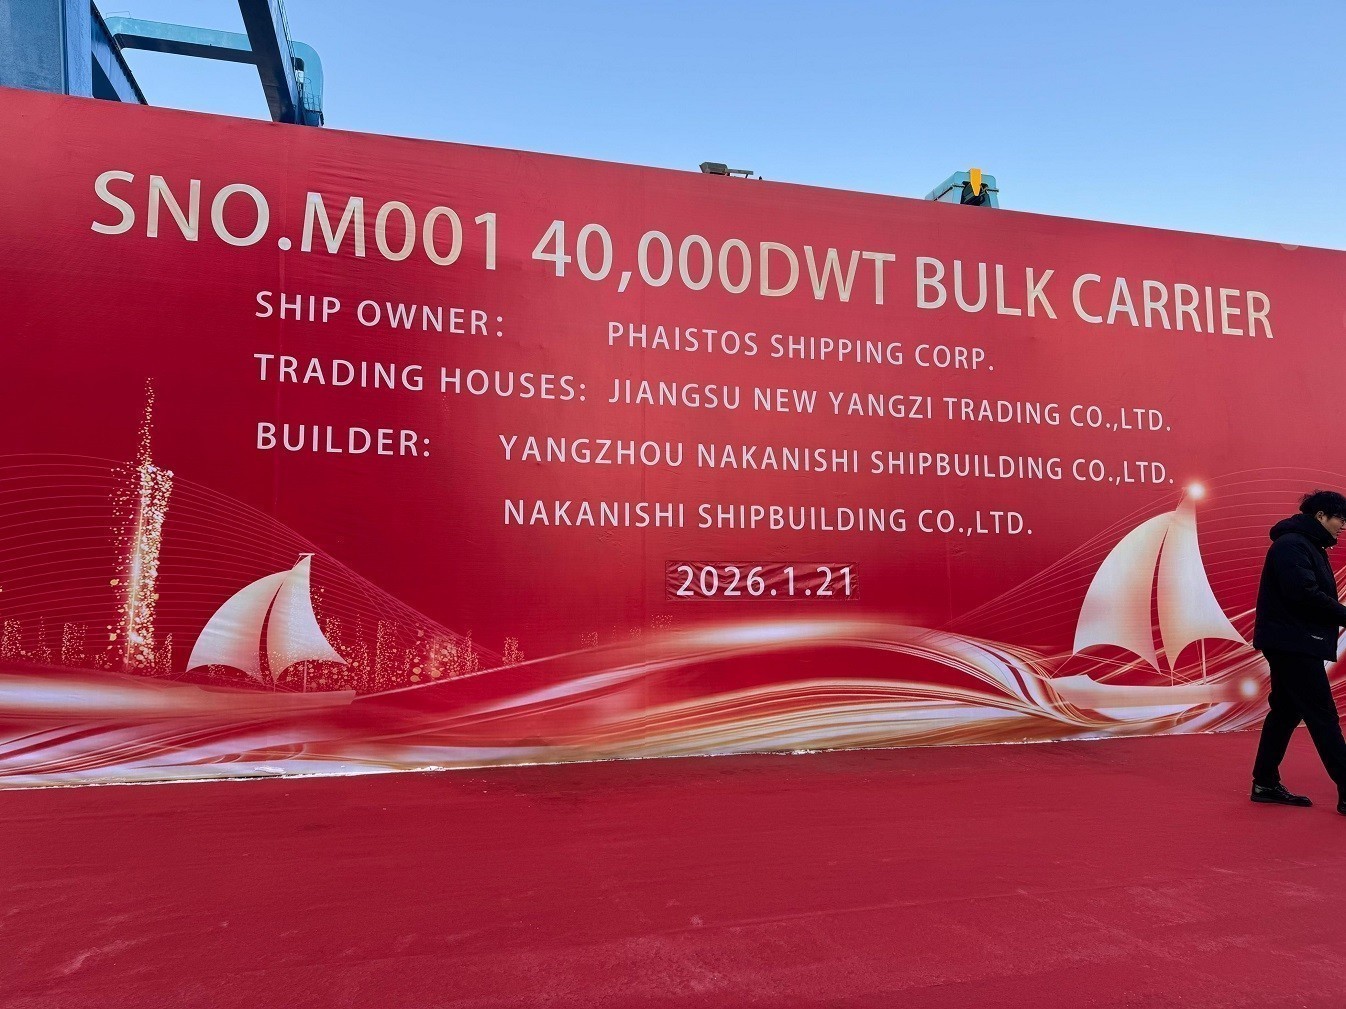 SNO.M001 40,000DWT BULK CARRIER
SHIP OWNER: PHAISTOS SHIPPING CORP.
TRADING HOUSES: JIANGSU NEW YANGZI TRADING CO.,LTD.
BUILDER: YANGZHOU NAKANISHI SHIPBUILDING CO.,LTD.
NAKANISHI SHIPBUILDING CO.,LTD.
2026.1.21